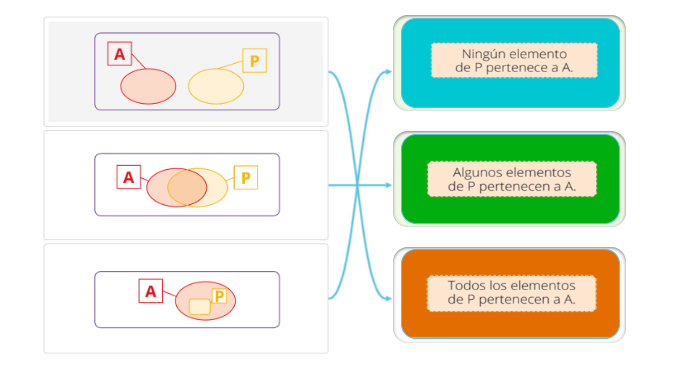 A
P
Ningún elemento
de P pertenece a A.
A
P
Algunos elementos
de P pertenecen a A.
A
P
Todos los elementos
de P pertenecen a A.